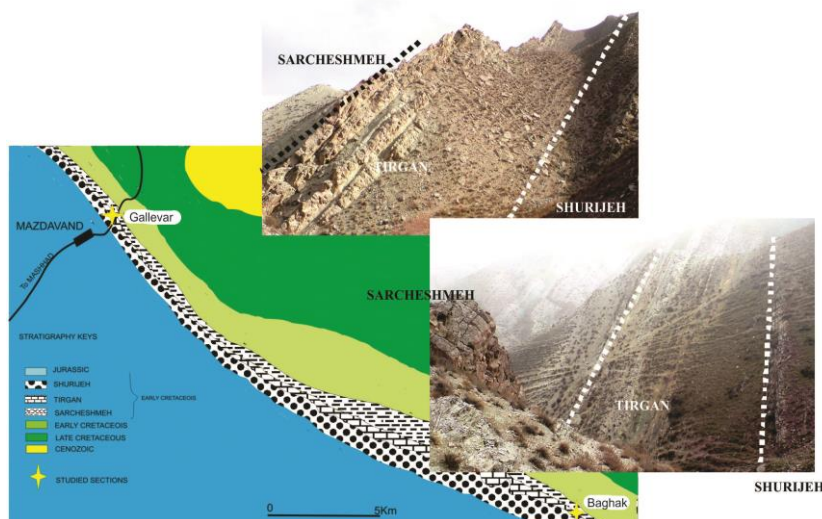 SARCHESHMEH
TIRGAN
SHURIJEH
Gallevar
MAZDAVAND
To MASHHAD
SARCHESHMEH
TIRGAN
SHURIJEH
STRATIGRAPHY KEYS
JURASSIC
SHURIJEH
TIRGAN
SARCHESHMEH
EARLY CRETACEOIS
EARLY CRETACEOIS
LATE CRETACEOUS
CENOZOIC
STUDIED SECTIONS
0 5Km
Baghak